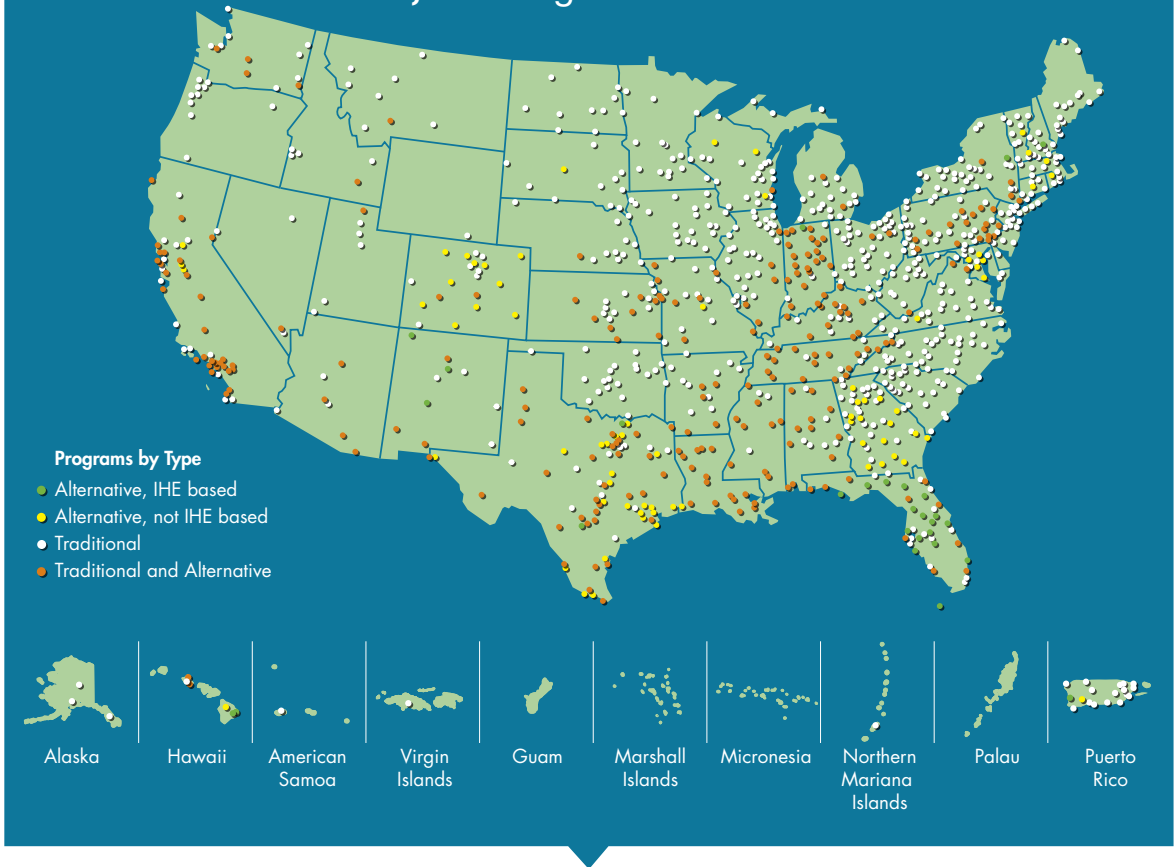 Programs by Type
Alternative, IHE based
Alternative, not IHE based
Traditional
Traditional and Alternative
Alaska
Hawaii
American
Samoa
Virgin
Islands
Guam
Marshall
Islands
Micronesia
Northern
Mariana
Islands
Palau
Puerto
Rico